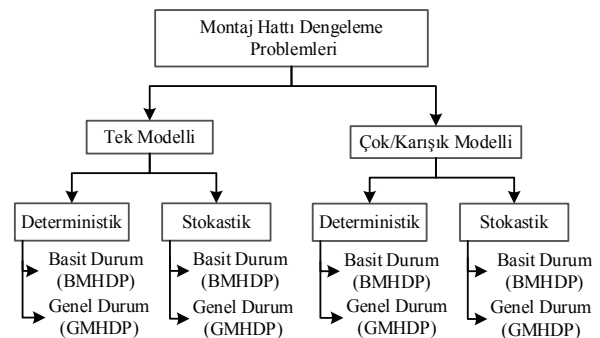 Montaj Hattı Dengeleme
Problemleri
Tek Modelli
Çok/Karışık Modelli
Deterministik
Stokastik
Deterministik
Stokastik
Basit Durum
(BMHDP)
Genel Durum
(GMHDP)
Basit Durum
(BMHDP)
Genel Durum
(GMHDP)
Basit Durum
(BMHDP)
Genel Durum
(GMHDP)
Basit Durum
(BMHDP)
Genel Durum
(GMHDP)